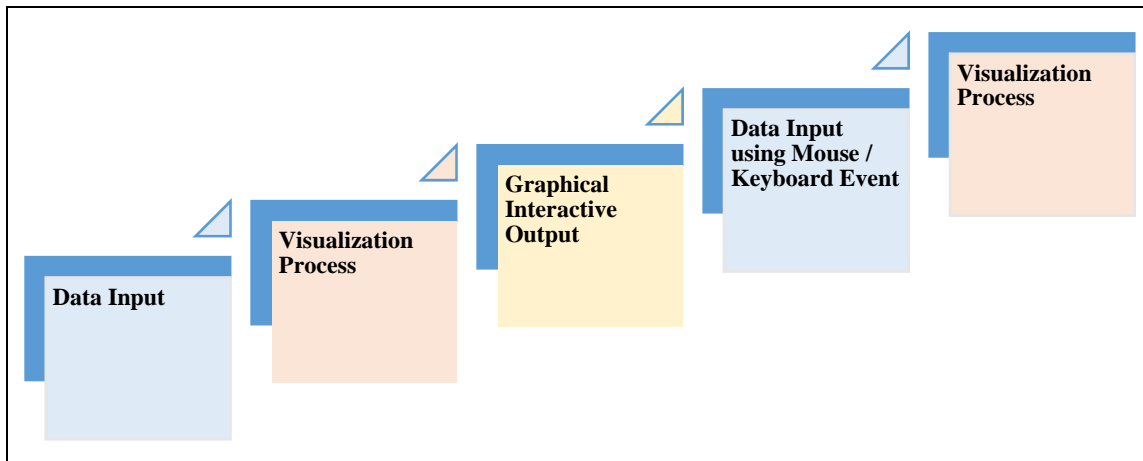 Data Input
Visualization
Process
Graphical
Interactive
Output
Data Input
using Mouse /
Keyboard Event
Visualization
Process